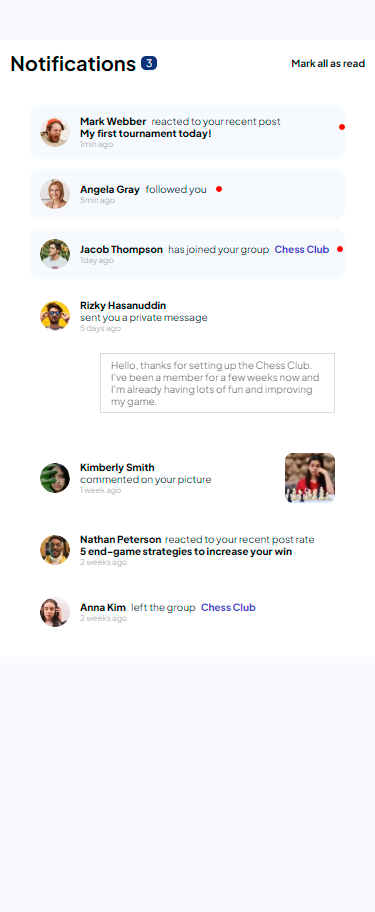 Notifications 3 Mark all as read
Mark Webber reacted to your recent post
My first tournament today!
1min ago
Angela Gray followed you
5min ago
Jacob Thompson has joined your group Chess Club
1day ago
Rizky Hasanuddin
sent you a private message
5 days ago
Hello, thanks for setting up the Chess Club.
I've been a member for a few weeks now and
I'm already having lots of fun and improving
my game.
Kimberly Smith
commented on your picture
1 week ago
Nathan Peterson reacted to your recent post rate
5 end-game strategies to increase your win
2 weeks ago
Anna Kim left the group Chess Club
2 weeks ago